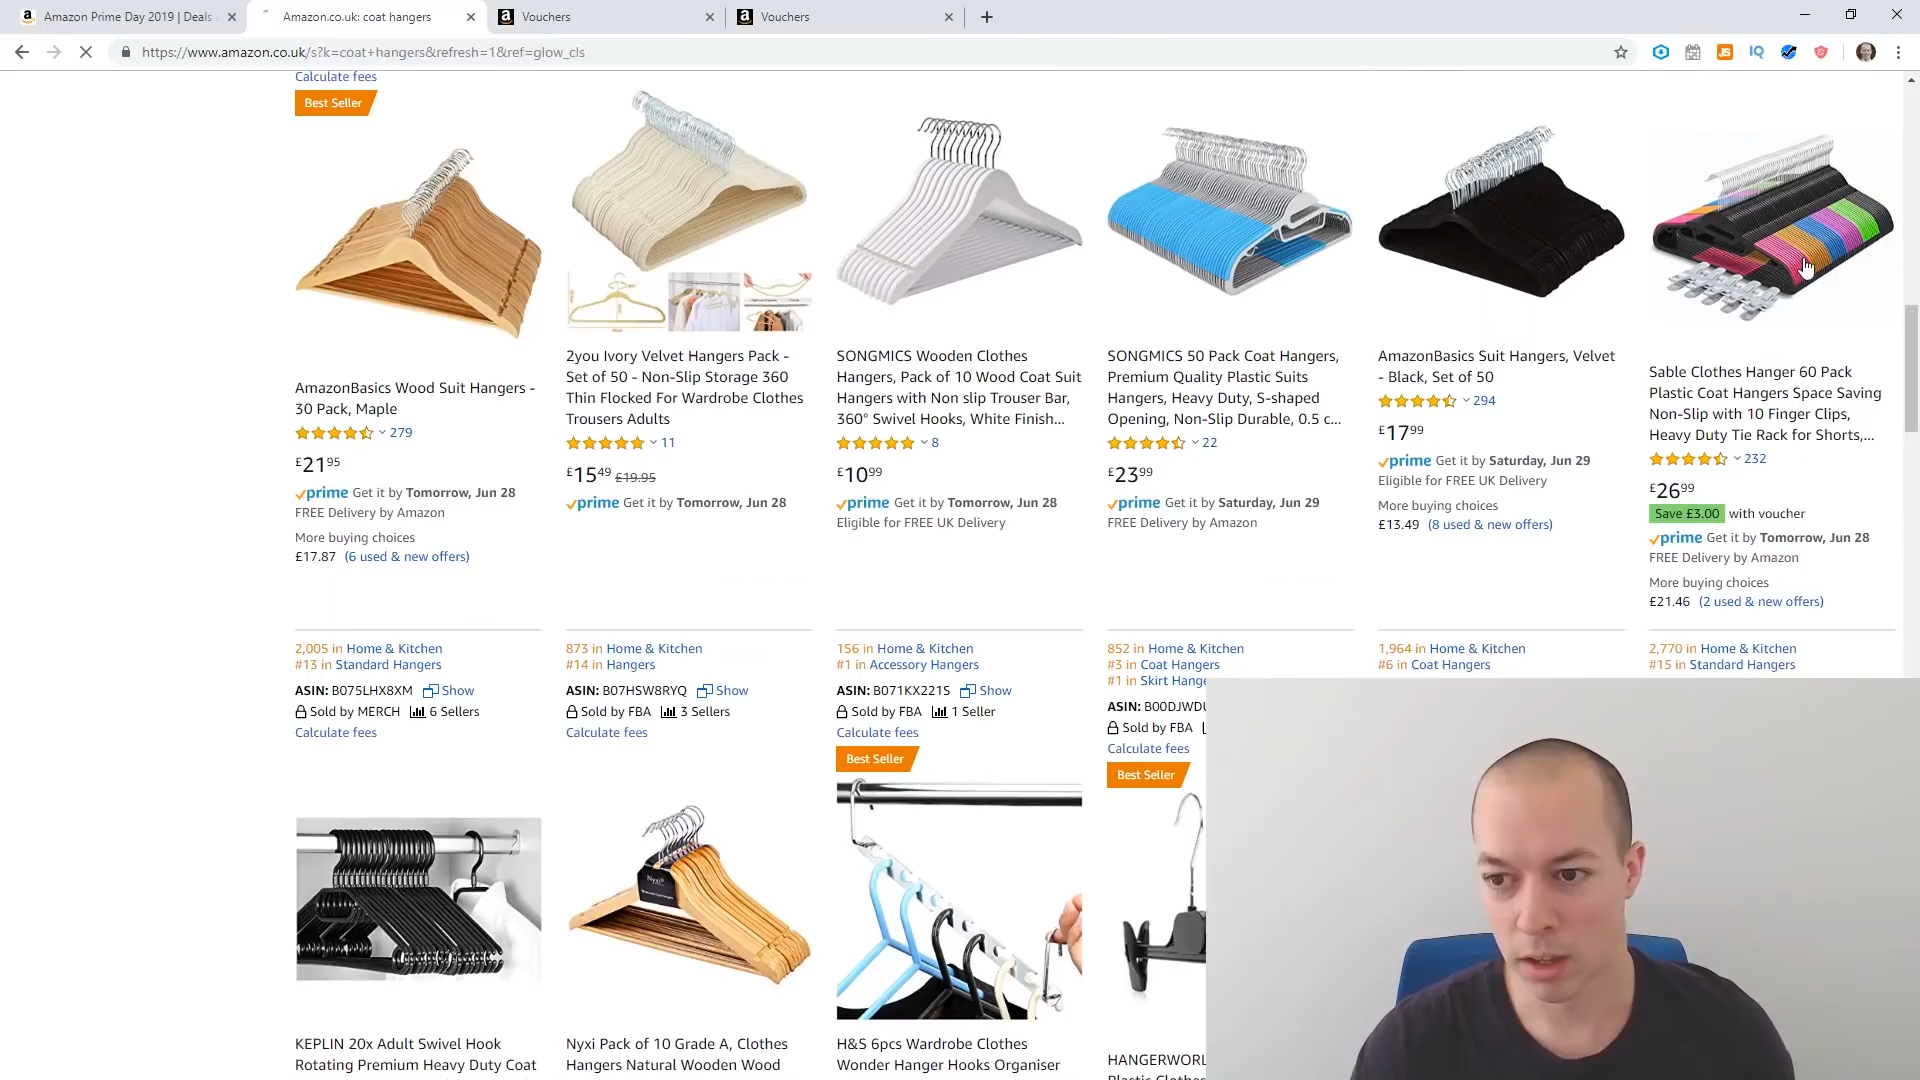 Amazon Prime Day 2019 | Deals
Amazon.co.uk: coat hangers
Vouchers
Vouchers
https://www.amazon.co.uk/s?k=coat+hangers&refresh=1&ref=glow_cls
Calculate fees
Best Seller
AmazonBasics Wood Suit Hangers -
30 Pack, Maple
279
£21.95
prime Get it by Tomorrow, Jun 28
FREE Delivery by Amazon
More buying choices
£17.87 (6 used & new offers)
2,005 in Home & Kitchen
#13 in Standard Hangers
ASIN: B075LHX8XM Show
Sold by MERCH 6 Sellers
Calculate fees
2you Ivory Velvet Hangers Pack -
Set of 50 - Non-Slip Storage 360
Thin Flocked For Wardrobe Clothes
Trousers Adults
11
£15.49 £19.95
prime Get it by Tomorrow, Jun 28
873 in Home & Kitchen
#14 in Hangers
ASIN: B07HSW8RYQ Show
Sold by FBA 3 Sellers
Calculate fees
SONGMICS Wooden Clothes
Hangers, Pack of 10 Wood Coat Suit
Hangers with Non slip Trouser Bar,
360° Swivel Hooks, White Finish...
8
£10.99
prime Get it by Tomorrow, Jun 28
Eligible for FREE UK Delivery
156 in Home & Kitchen
#1 in Accessory Hangers
ASIN: B071KX221S Show
Sold by FBA 1 Seller
Calculate fees
SONGMICS 50 Pack Coat Hangers,
Premium Quality Plastic Suits
Hangers, Heavy Duty, S-shaped
Opening, Non-Slip Durable, 0.5 c...
22
£23.99
prime Get it by Saturday, Jun 29
FREE Delivery by Amazon
852 in Home & Kitchen
#3 in Coat Hangers
#1 in Skirt Hange
ASIN: B00DJWD
Sold by FBA
Calculate fees
AmazonBasics Suit Hangers, Velvet
- Black, Set of 50
294
£17.99
prime Get it by Saturday, Jun 29
Eligible for FREE UK Delivery
More buying choices
£13.49 (8 used & new offers)
1,964 in Home & Kitchen
#6 in Coat Hangers
Sable Clothes Hanger 60 Pack
Plastic Coat Hangers Space Saving
Non-Slip with 10 Finger Clips,
Heavy Duty Tie Rack for Shorts,...
232
£26.99
Save £3.00 with voucher
prime Get it by Tomorrow, Jun 28
FREE Delivery by Amazon
More buying choices
£21.46 (2 used & new offers)
2,770 in Home & Kitchen
#15 in Standard Hangers
KEPLIN 20x Adult Swivel Hook
Rotating Premium Heavy Duty Coat
Nyxi
Nyxi Pack of 10 Grade A, Clothes
Hangers Natural Wooden Wood
Best Seller
H&S 6pcs Wardrobe Clothes
Wonder Hanger Hooks Organiser
Best Seller
HANGERWORL